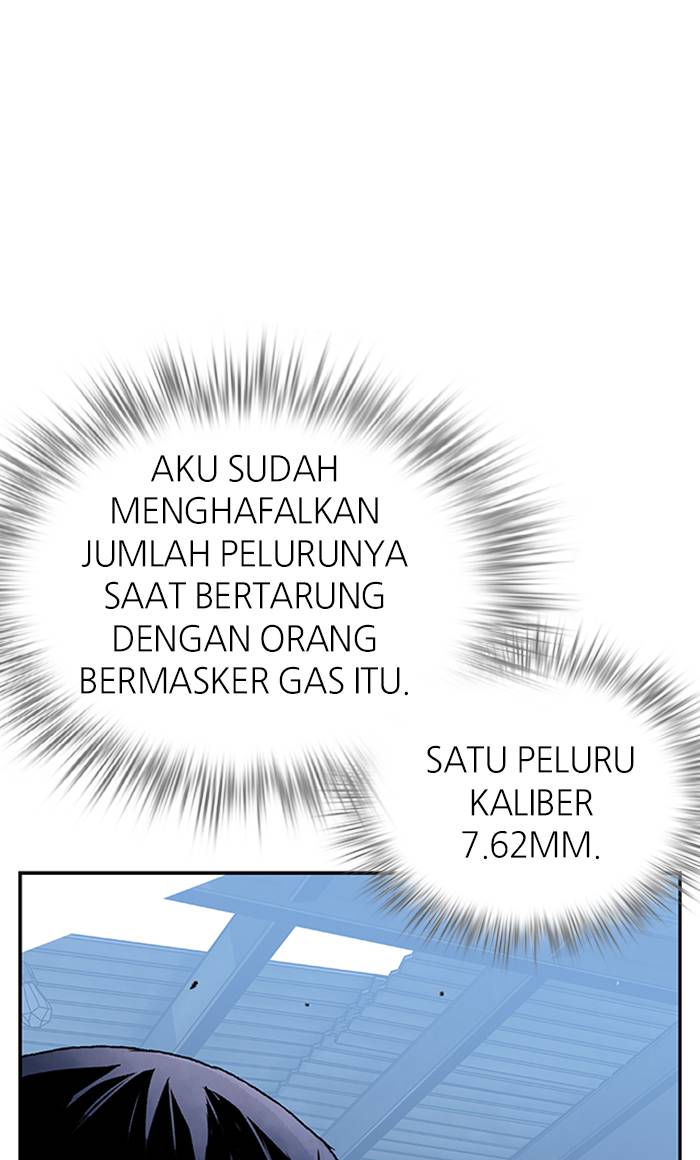 AKU SUDAH
MENGHAFALKAN
JUMLAH PELURUNYA
SAAT BERTARUNG
DENGAN ORANG
BERMASKER GAS ITU.
SATU PELURU
KALIBER
7.62MM.